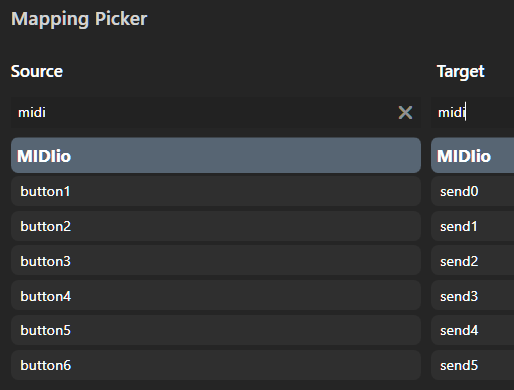 Mapping Picker
Source Target
midi midi
MIDIio MIDIio
button1 send0
button2 send1
button3 send2
button4 send3
button5 send4
button6 send5